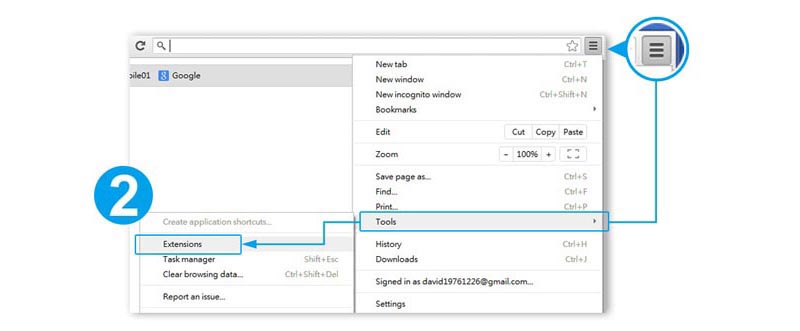 bile01 Google
New tab Ctrl+T
New window Ctrl+N
New incognito window Ctrl+Shift+N
Bookmarks
Edit Cut Copy Paste
Zoom - 100% +
Save page as... Ctrl+S
Find... Ctrl+F
Print... Ctrl+P
Tools
History Ctrl+H
Downloads Ctrl+J
Signed in as david19761226@gmail.com...
Settings
2
Create application shortcuts...
Extensions
Task manager Shift+Esc
Clear browsing data... Ctrl+Shift+Del
Report an issue...